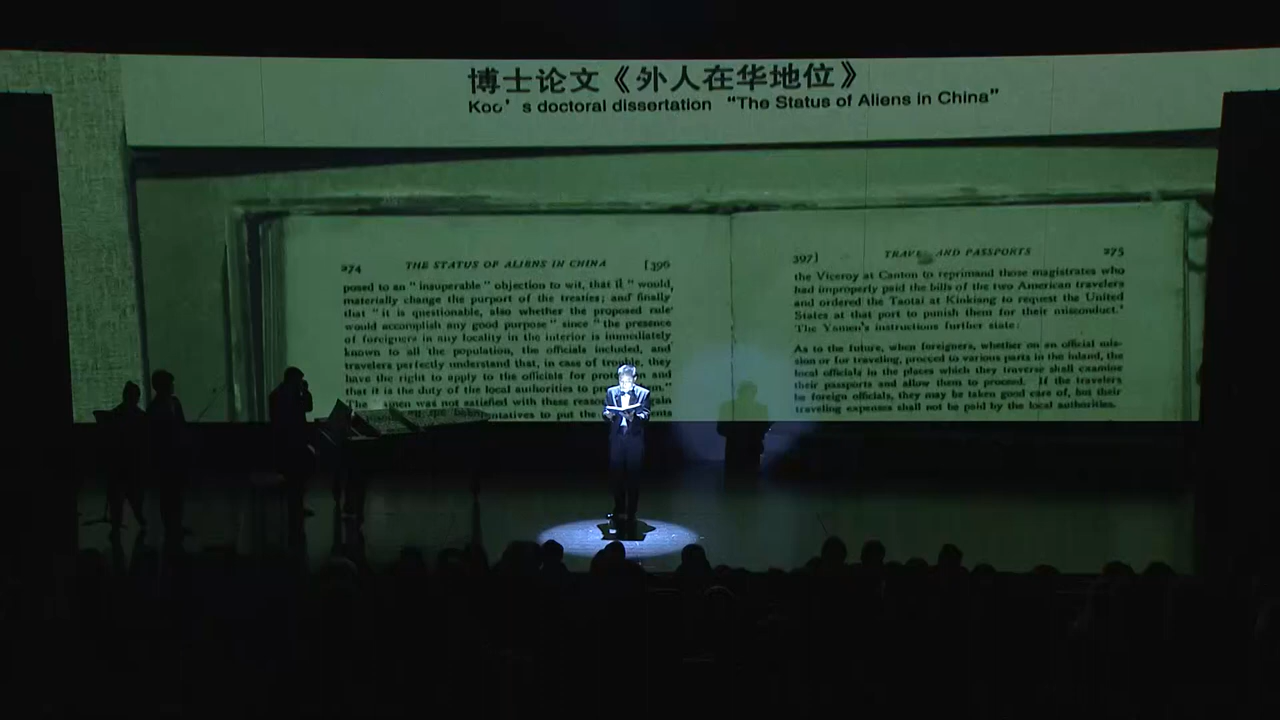 博士论文《外人在华地位》
Koo’s doctoral dissertation “The Status of Aliens in China”
274 THE STATUS OF ALIENS IN CHINA [396
posed to an " insuperable " objection to wit, that it " would,
materially change the purport of the treaties; and finally
that " it is questionable, also whether the proposed rule
would accomplish any good purpose " since " the presence
of foreigners in any locality in the interior is immediately
known to all the population, the officials included, and
travelers perfectly understand that, in case of trouble, they
have the right to apply to the officials for protection and
that it is the duty of the local authorities to
The was not satisfied with these
to put the
397] TRAVEL AND PASSPORTS 275
the Viceroy at Canton to reprimand those magistrates who
had improperly paid the bills of the two American travelers
and ordered the Taotai at Kinkiang to request the United
States at that port to punish them for their misconduct.
The Yamen's instructions further state:
As to the future, when foreigners, whether on an official mis-
sion or for traveling, proceed to various parts in the inland, the
local officials in the places which they traverse shall examine
their passports and allow them to proceed. If the travelers
be foreign officials, they may be taken good care of, but their
traveling expenses shall not be paid by the local authorities.